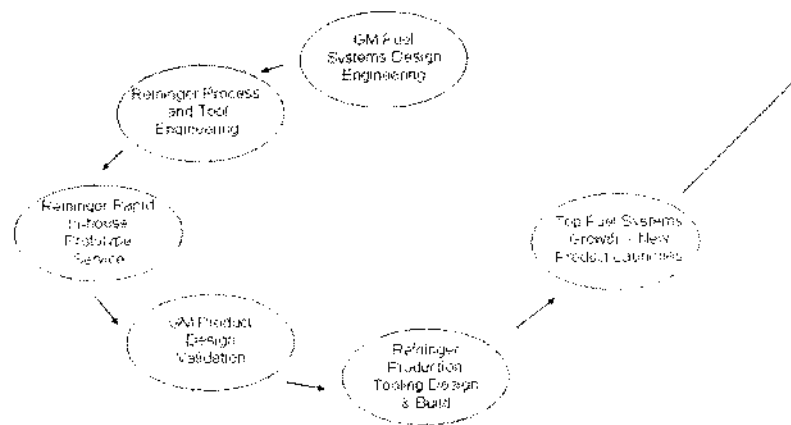 GM Fuel
Systems Design
Engineering
Reininger Process
and Tool
Engineering
Reininger Rapid
In-house
Prototype
Service
GM Product
Design
Validation
Reininger
Production
Tooling Design
& Build
Top Fuel Systems
Growth - New
Product Launches